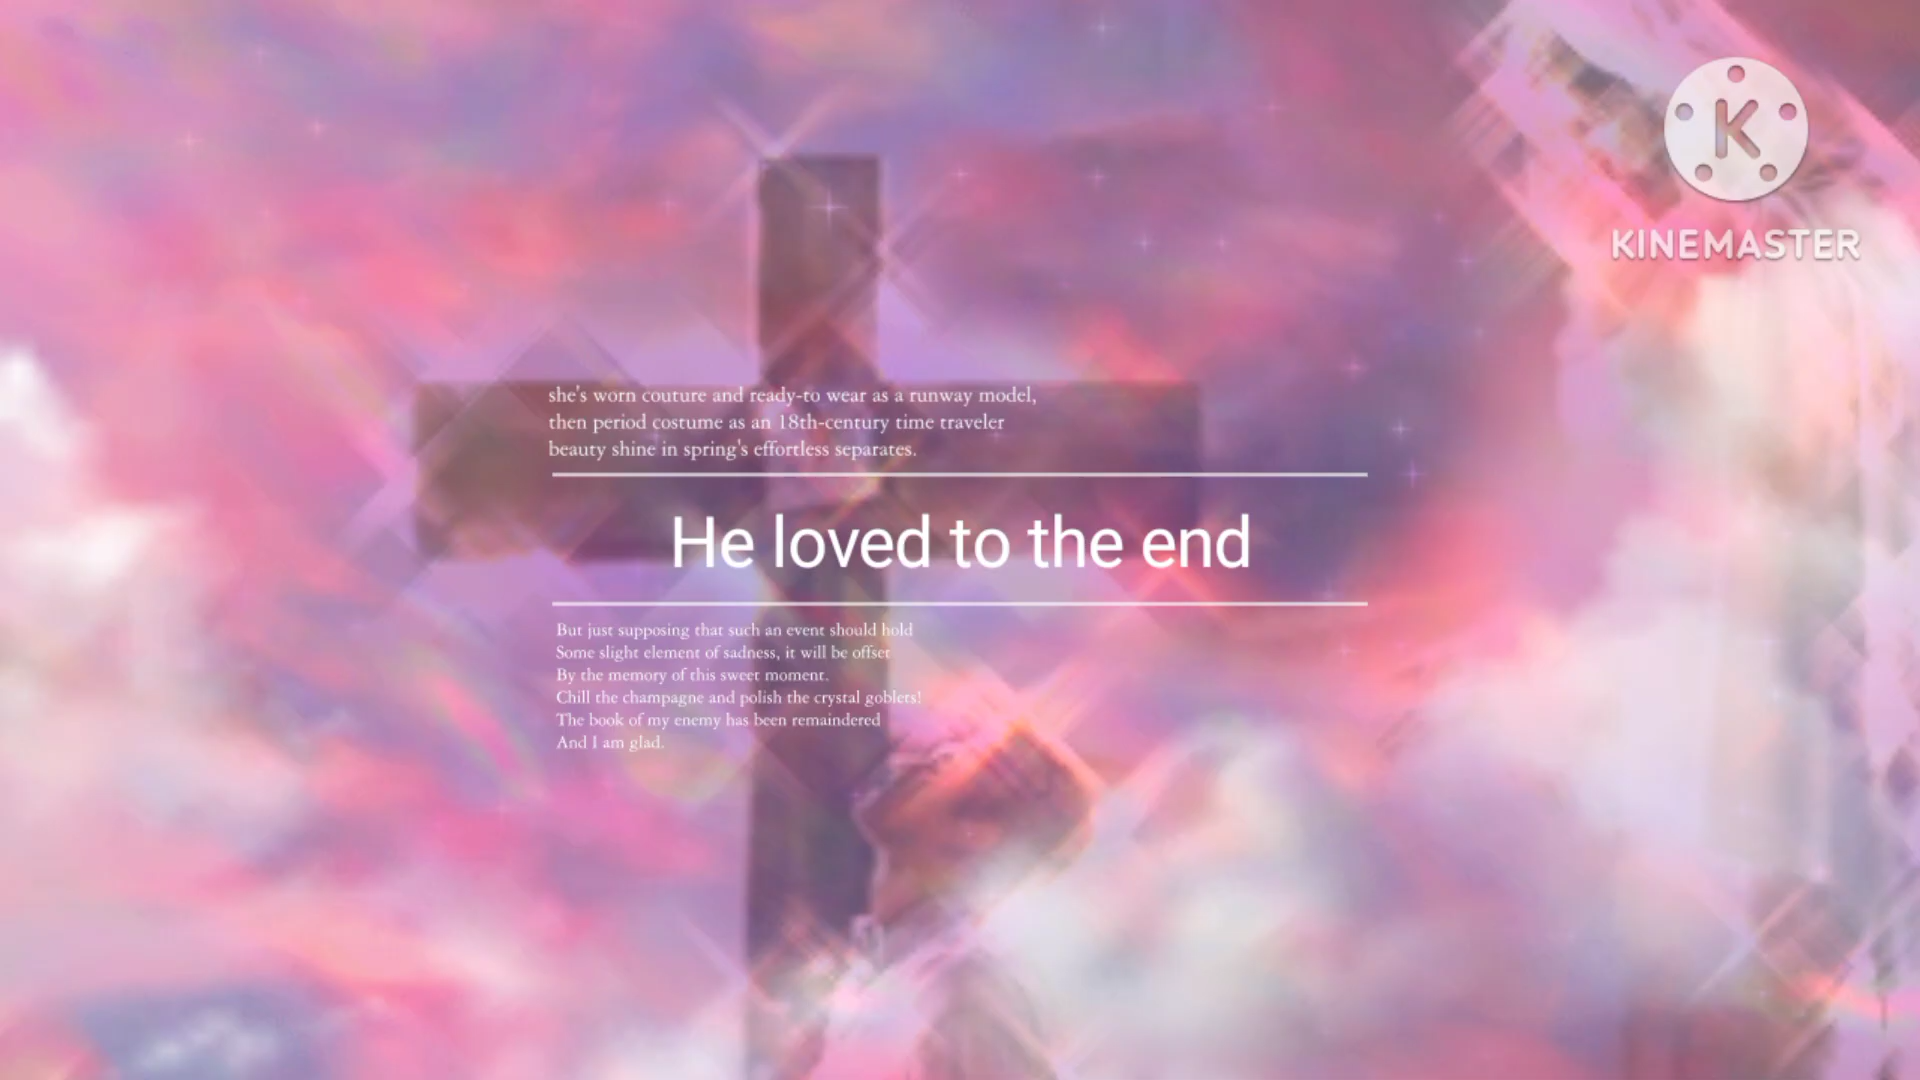 K
KINEMASTER
she's worn couture and ready-to wear as a runway model,
then period costume as an 18th-century time traveler
beauty shine in spring's effortless separates.
He loved to the end
But just supposing that such an event should hold
Some slight element of sadness, it will be offset
By the memory of this sweet moment.
Chill the champagne and polish the crystal goblets!
The book of my enemy has been remaindered
And I am glad.